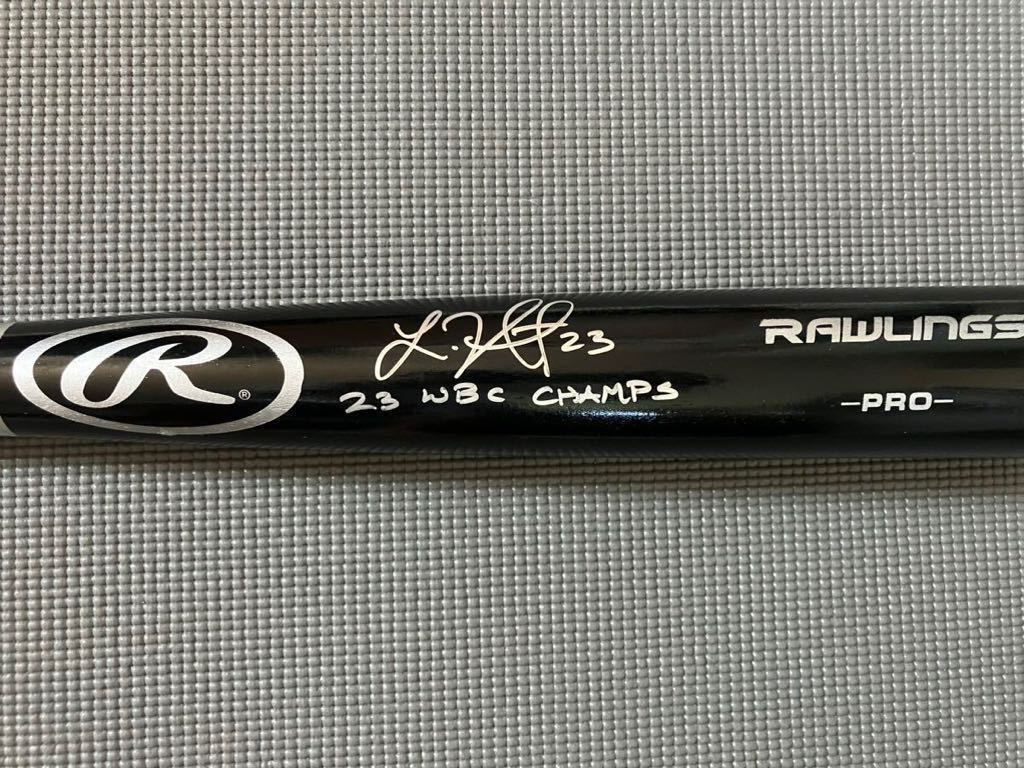 R®
L. 23
23 WBC CHAMPS
RAWLINGS
-PRO-